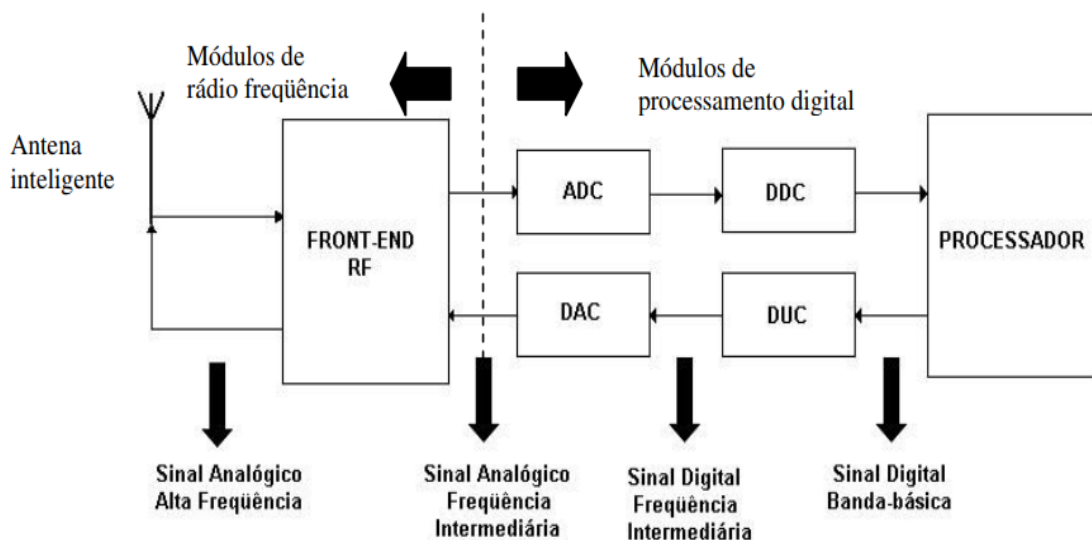 Módulos de
rádio freqüência
Módulos de
processamento digital
Antena
inteligente
FRONT-END
RF
ADC
DDC
PROCESSADOR
DAC
DUC
Sinal Analógico
Alta Freqüência
Sinal Analógico
Freqüência
Intermediária
Sinal Digital
Freqüência
Intermediária
Sinal Digital
Banda-básica